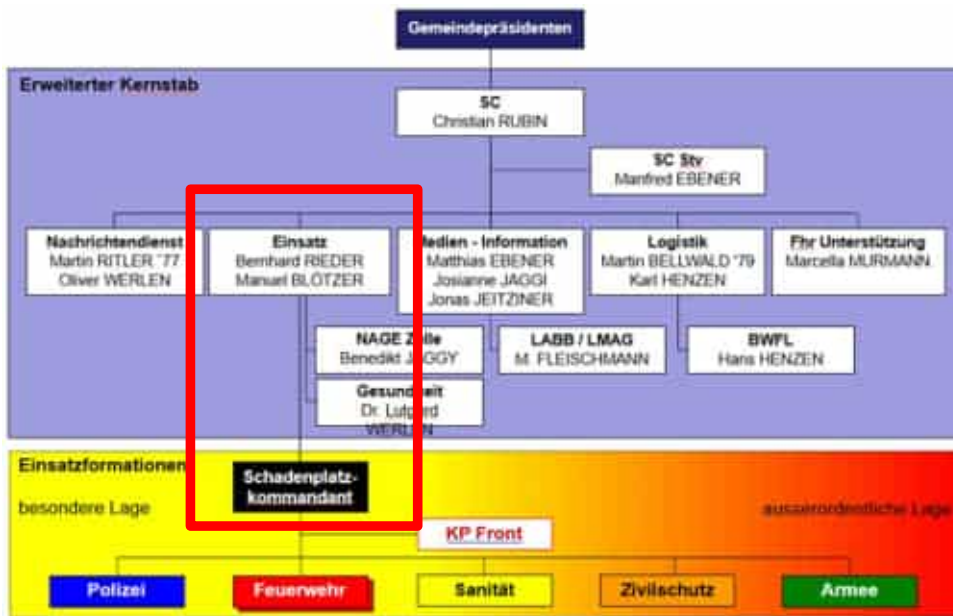 Gemeindepräsidenten
Erweiterter Kernstab
SC
Christian RUBIN
SC Stv
Manfred EBENER
Nachrichtendienst
Martin RITLER '77
Oliver WERLEN
Einsatz
Bernhard RIEDER
Manuel BLÖTZER
Medien - Information
Matthias EBENER
Josianne JAGGI
Jonas JEITZINER
Logistik
Martin BELLWALD '79
Karl HENZEN
Fhr Unterstützung
Marcella MURMANN
NAGE Zelle
Benedikt JAGGY
LABB / LMAG
M. FLEISCHMANN
BWFL
Hans HENZEN
Gesundheit
Dr. Lutgard
WERLEN
Einsatzformationen
besondere Lage
Schadenplatz-
kommandant
ausserordentliche Lage
KP Front
Polizei
Feuerwehr
Sanität
Zivilschutz
Armee